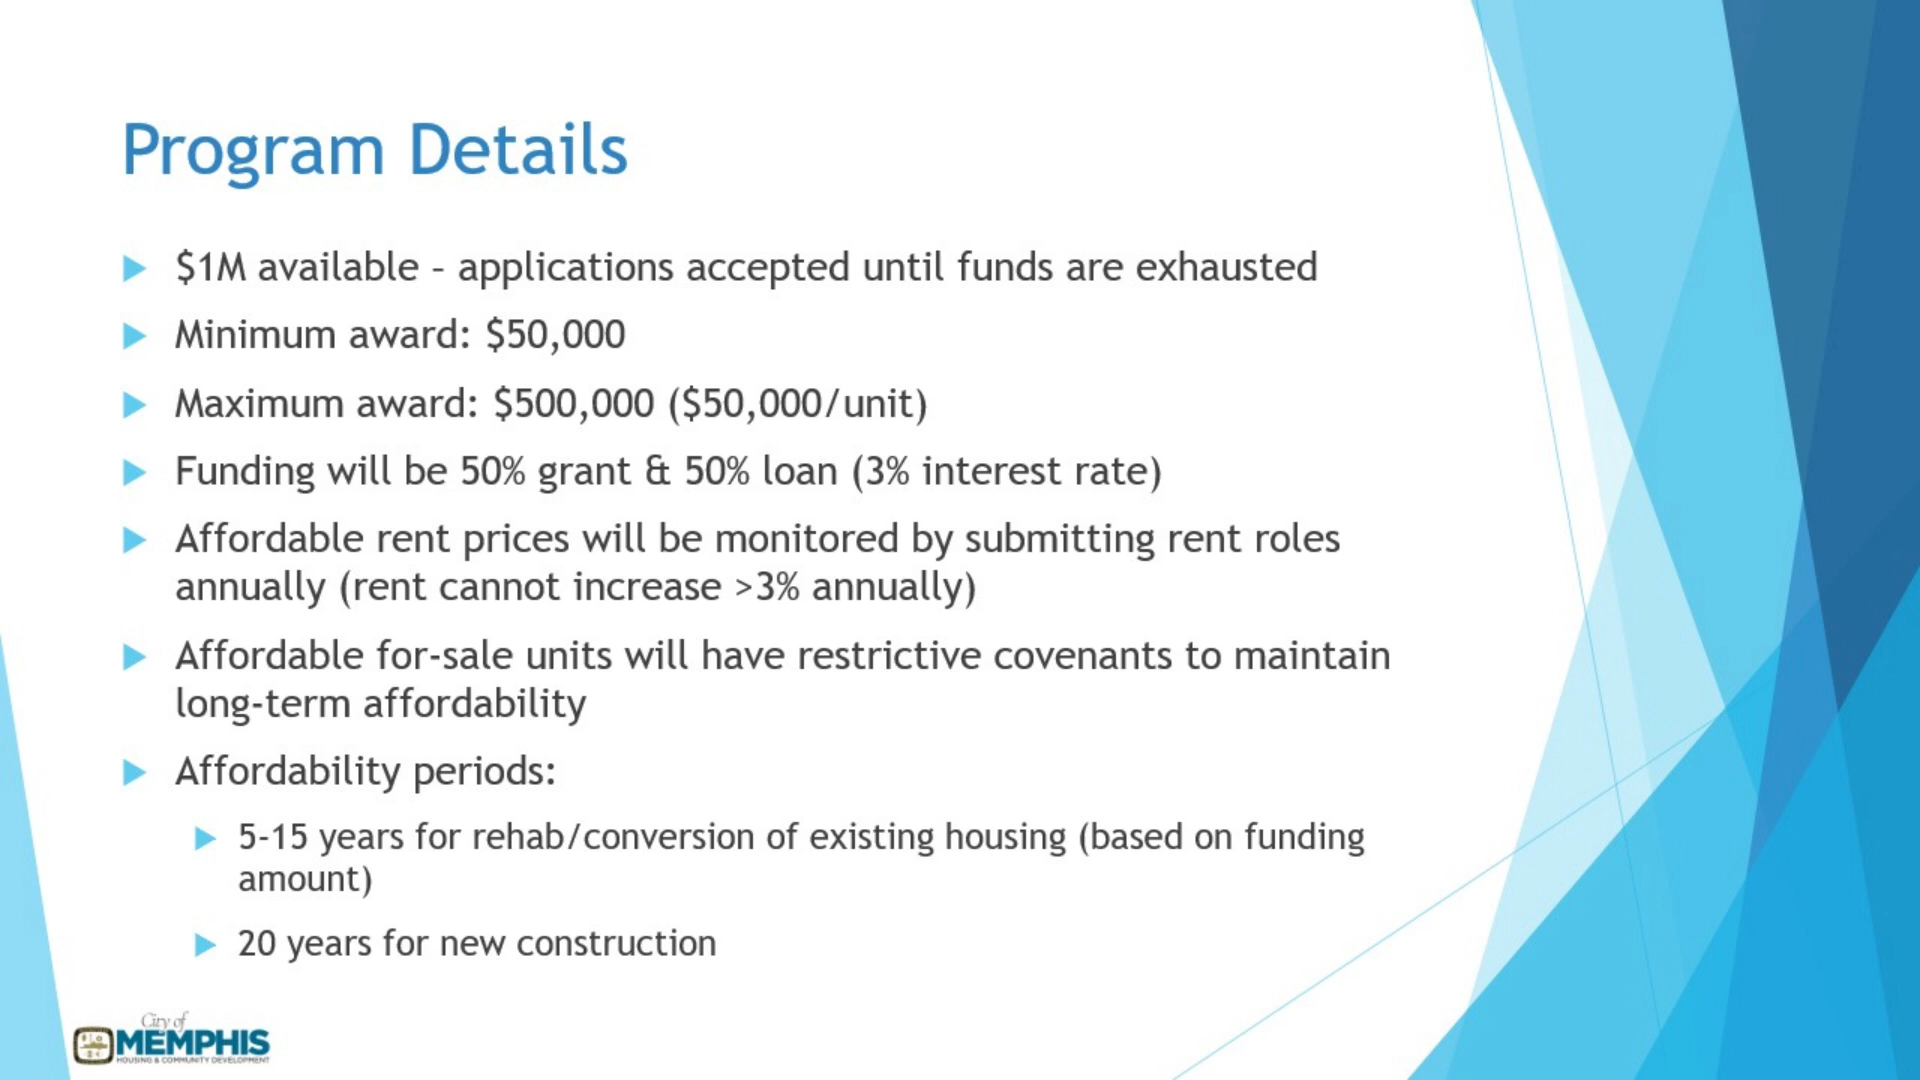 Program Details
$1M available – applications accepted until funds are exhausted
Minimum award: $50,000
Maximum award: $500,000 ($50,000/unit)
Funding will be 50% grant & 50% loan (3% interest rate)
Affordable rent prices will be monitored by submitting rent roles
annually (rent cannot increase >3% annually)
Affordable for-sale units will have restrictive covenants to maintain
long-term affordability
Affordability periods:
5-15 years for rehab/conversion of existing housing (based on funding
amount)
20 years for new construction
City of
MEMPHIS
HOUSING & COMMUNITY DEVELOPMENT